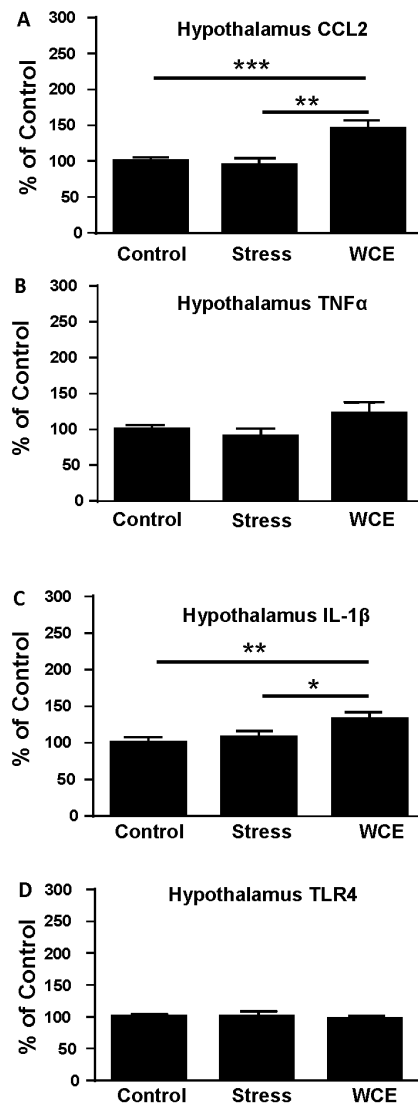 A
Hypothalamus CCL2
% of Control
300
250
200
150
100
50
0
***
**
Control Stress WCE
B
Hypothalamus TNFα
% of Control
300
250
200
150
100
50
0
Control Stress WCE
C
Hypothalamus IL-1β
% of Control
300
250
200
150
100
50
0
**
*
Control Stress WCE
D
Hypothalamus TLR4
% of Control
300
250
200
150
100
50
0
Control Stress WCE